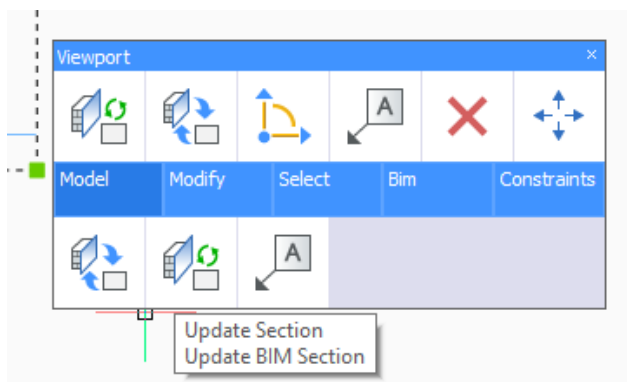 Viewport
A
Model Modify Select Bim Constraints
A
Update Section
Update BIM Section